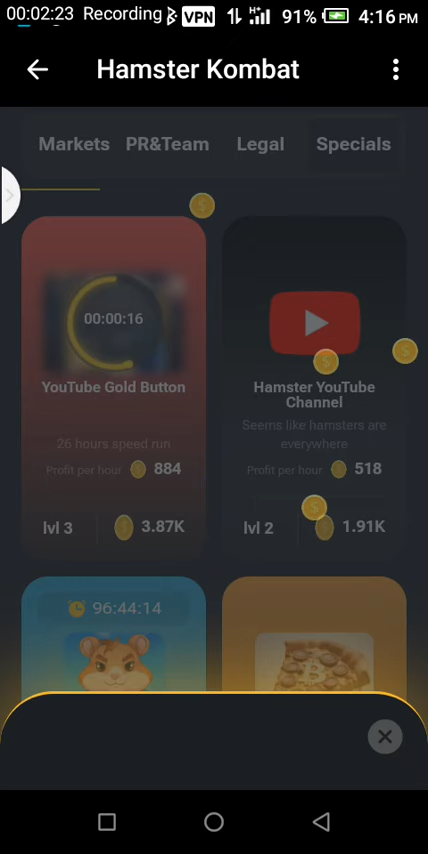 00:02:23 Recording VPN H+ 91% 4:16 PM
Hamster Kombat
Markets PR&Team Legal Specials
00:00:16
YouTube Gold Button
26 hours speed run
Profit per hour 884
lvl 3 3.87K
Hamster YouTube
Channel
Seems like hamsters are
everywhere
Profit per hour 518
lvl 2 1.91K
96:44:14